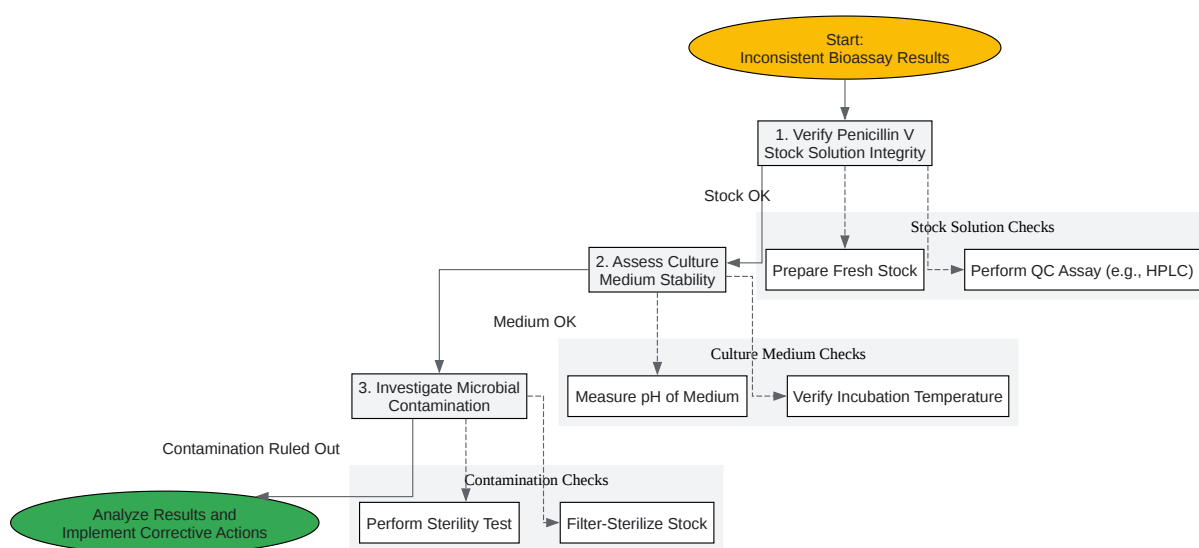 Start:
Inconsistent Bioassay Results
1. Verify Penicillin V
Stock Solution Integrity
Stock OK
Stock Solution Checks
Prepare Fresh Stock
Perform QC Assay (e.g., HPLC)
2. Assess Culture
Medium Stability
Medium OK
Culture Medium Checks
Measure pH of Medium
Verify Incubation Temperature
3. Investigate Microbial
Contamination
Contamination Ruled Out
Contamination Checks
Perform Sterility Test
Filter-Sterilize Stock
Analyze Results and
Implement Corrective Actions